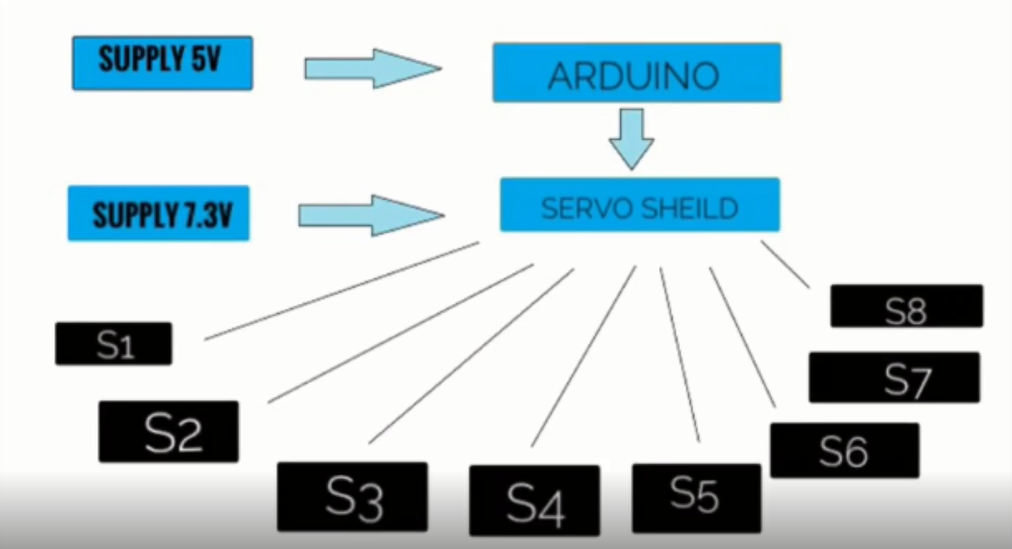 SUPPLY 5V
ARDUINO
SUPPLY 7.3V
SERVO SHEILD
S1
S2
S3
S4
S5
S6
S7
S8